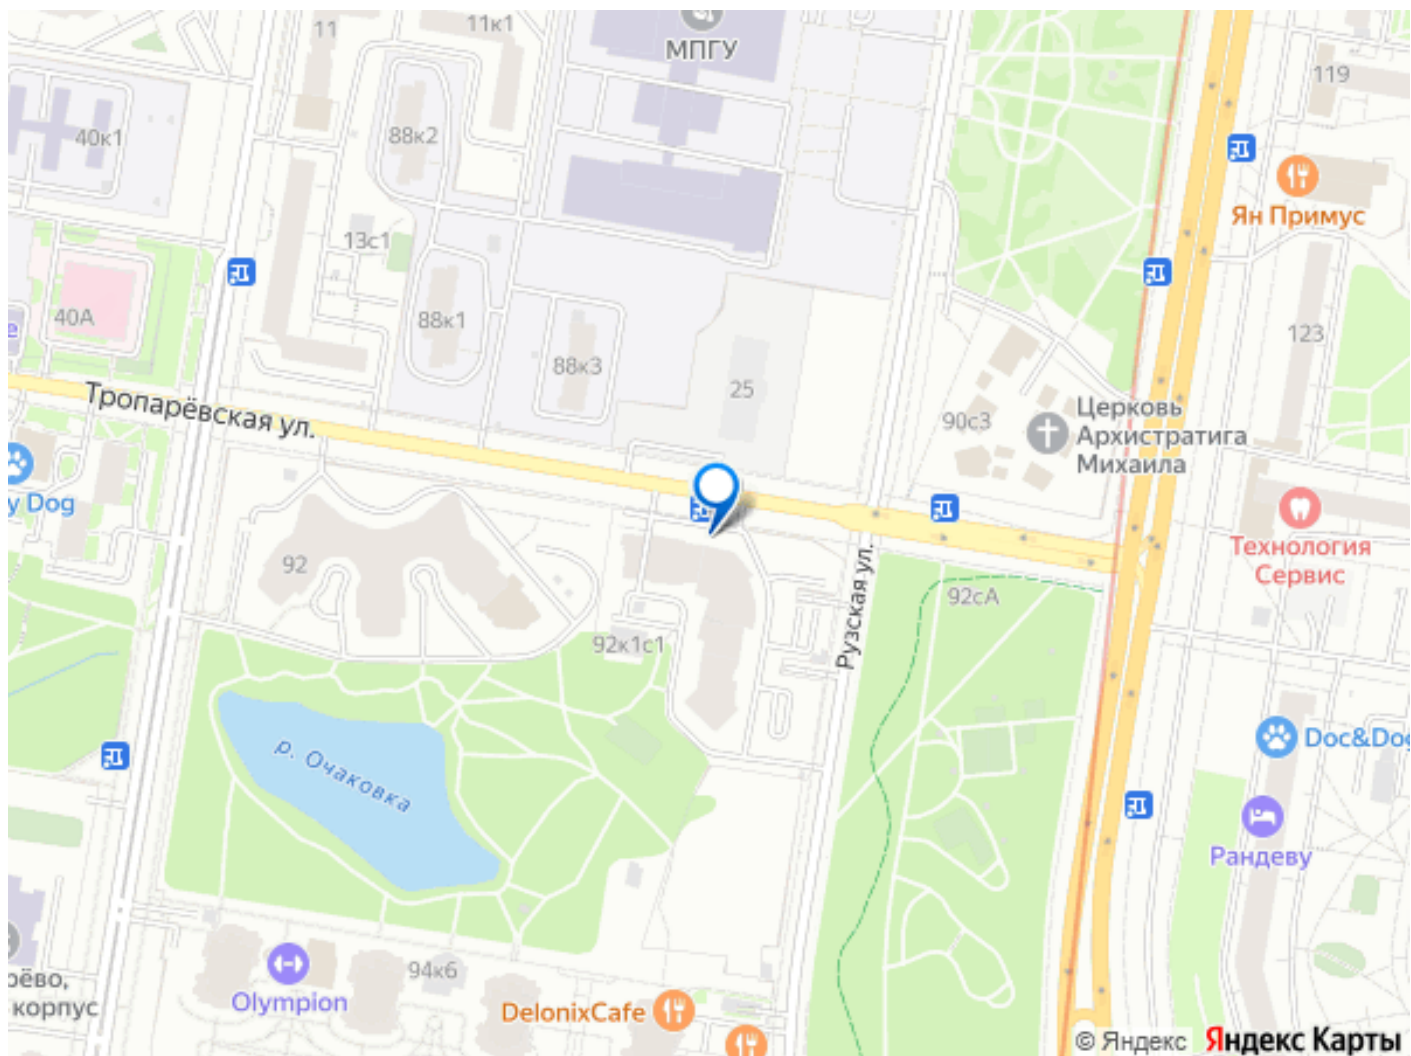 11
11к1
МПГУ
119
40к1
88к2
Ян Примус
13с1
40А
е
88к1
123
88к3
25
Тропарёвская ул.
90с3
Церковь
Архистратига
Михаила
y Dog
Технология
Сервис
92
92сА
Рузская ул.
92к1с1
р. Очаковка
Doc&Dog
Рандеву
рёво,
корпус
94к6
Olympion
DelonixCafe
© Яндекс Яндекс Карты